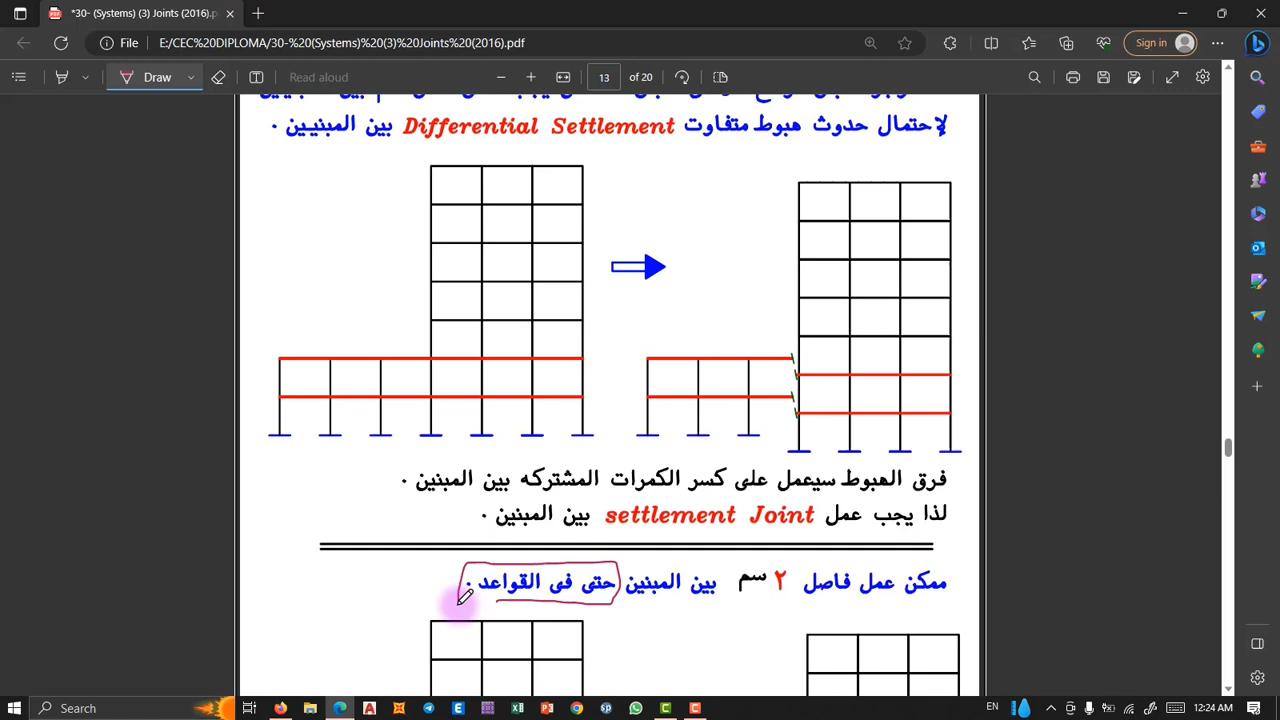 *30- (Systems) (3) Joints (2016).p
File
E:/CEC%20DIPLOMA/30-%20(Systems)%20(3)%20Joints%20(2016).pdf
Sign in
Draw
Read aloud
13 of 20
لإحتمال حدوث هبوط متفاوت Differential Settlement بين المبنيين .
فرق الهبوط سيعمل على كسر الكمرات المشتركه بين المبنين .
لذا يجب عمل settlement Joint بين المبنين .
ممكن عمل فاصل ٢ سم بين المبنين حتى فى القواعد .
Search
EN
12:24 AM